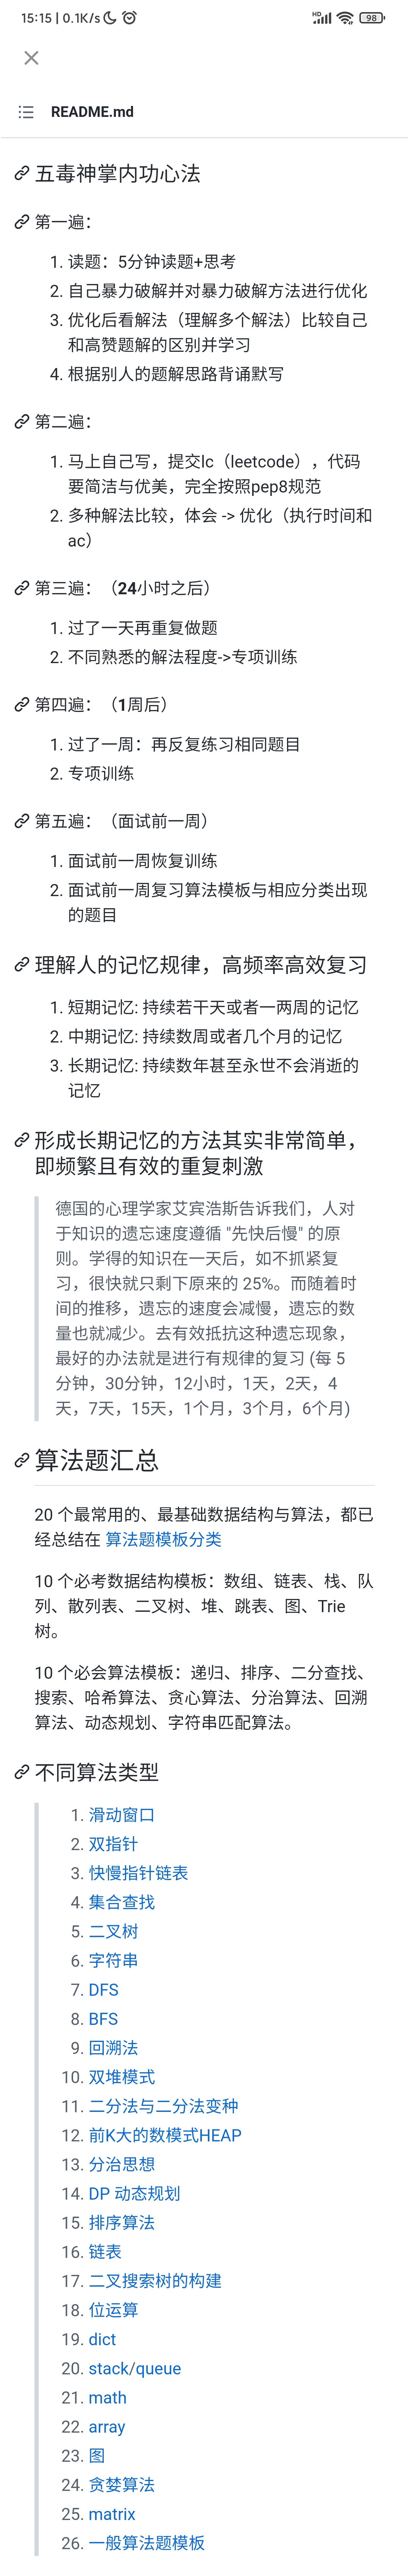 15:15 | 0.1K/s
HD
98
README.md
五毒神掌内功心法
第一遍：
1. 读题：5分钟读题+思考
2. 自己暴力破解并对暴力破解方法进行优化
3. 优化后看解法（理解多个解法）比较自己
和高赞题解的区别并学习
4. 根据别人的题解思路背诵默写
第二遍：
1. 马上自己写，提交lc（leetcode）, 代码
要简洁与优美，完全按照pep8规范
2. 多种解法比较，体会 -> 优化（执行时间和
ac）
第三遍：（24小时之后）
1. 过了一天再重复做题
2. 不同熟悉的解法程度->专项训练
第四遍：（1周后）
1. 过了一周：再反复练习相同题目
2. 专项训练
第五遍：（面试前一周）
1. 面试前一周恢复训练
2. 面试前一周复习算法模板与相应分类出现
的题目
理解人的记忆规律，高频率高效复习
1. 短期记忆: 持续若干天或者一两周的记忆
2. 中期记忆: 持续数周或者几个月的记忆
3. 长期记忆: 持续数年甚至永世不会消逝的
记忆
形成长期记忆的方法其实非常简单，
即频繁且有效的重复刺激
德国的心理学家艾宾浩斯告诉我们，人对
于知识的遗忘速度遵循 "先快后慢" 的原
则。学得的知识在一天后，如不抓紧复
习，很快就只剩下原来的 25%。而随着时
间的推移，遗忘的速度会减慢，遗忘的数
量也就减少。去有效抵抗这种遗忘现象，
最好的办法就是进行有规律的复习 (每 5
分钟，30分钟，12小时，1天，2天，4
天，7天，15天，1个月，3个月，6个月)
算法题汇总
20 个最常用的、最基础数据结构与算法，都已
经总结在 算法题模板分类
10 个必考数据结构模板：数组、链表、栈、队
列、散列表、二叉树、堆、跳表、图、Trie
树。
10 个必会算法模板：递归、排序、二分查找、
搜索、哈希算法、贪心算法、分治算法、回溯
算法、动态规划、字符串匹配算法。
不同算法类型
1. 滑动窗口
2. 双指针
3. 快慢指针链表
4. 集合查找
5. 二叉树
6. 字符串
7. DFS
8. BFS
9. 回溯法
10. 双堆模式
11. 二分法与二分法变种
12. 前K大的数模式HEAP
13. 分治思想
14. DP 动态规划
15. 排序算法
16. 链表
17. 二叉搜索树的构建
18. 位运算
19. dict
20. stack/queue
21. math
22. array
23. 图
24. 贪婪算法
25. matrix
26. 一般算法题模板